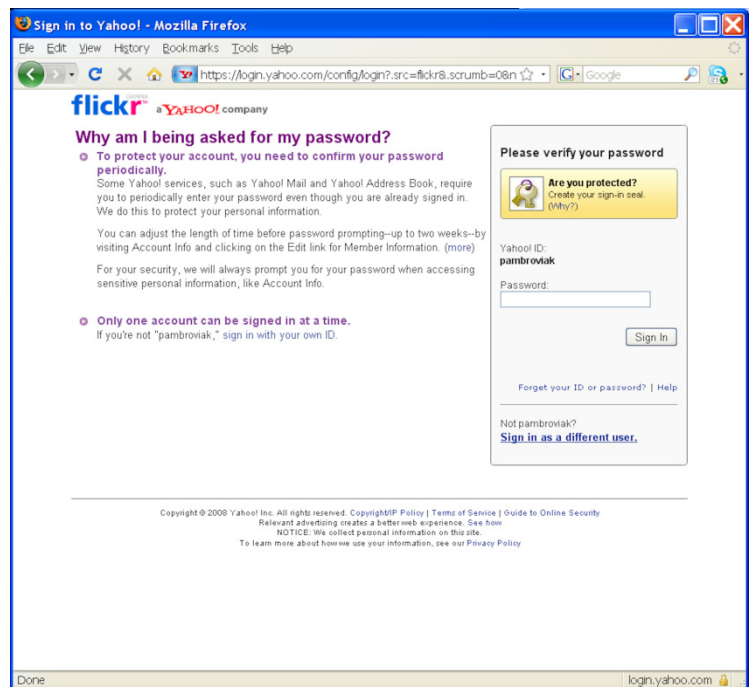 Sign in to Yahoo! - Mozilla Firefox
File Edit View History Bookmarks Tools Help
https://login.yahoo.com/config/login?.src=flickr&.scrumb=0&n
G Google
flickr GAMMA a YAHOO! company
Why am I being asked for my password?
To protect your account, you need to confirm your password
periodically.
Some Yahoo! services, such as Yahoo! Mail and Yahoo! Address Book, require
you to periodically enter your password even though you are already signed in.
We do this to protect your personal information.
You can adjust the length of time before password prompting--up to two weeks--by
visiting Account Info and clicking on the Edit link for Member Information. (more)
For your security, we will always prompt you for your password when accessing
sensitive personal information, like Account Info.
Only one account can be signed in at a time.
If you're not "pambroviak," sign in with your own ID.
Please verify your password
Are you protected?
Create your sign-in seal.
(Why?)
Yahoo! ID:
pambroviak
Password:
Sign In
Forget your ID or password? | Help
Not pambroviak?
Sign in as a different user.
Copyright © 2008 Yahoo! Inc. All rights reserved. Copyright/IP Policy | Terms of Service | Guide to Online Security
Relevant advertising creates a better web experience. See how
NOTICE: We collect personal information on this site.
To learn more about how we use your information, see our Privacy Policy
Done
login.yahoo.com